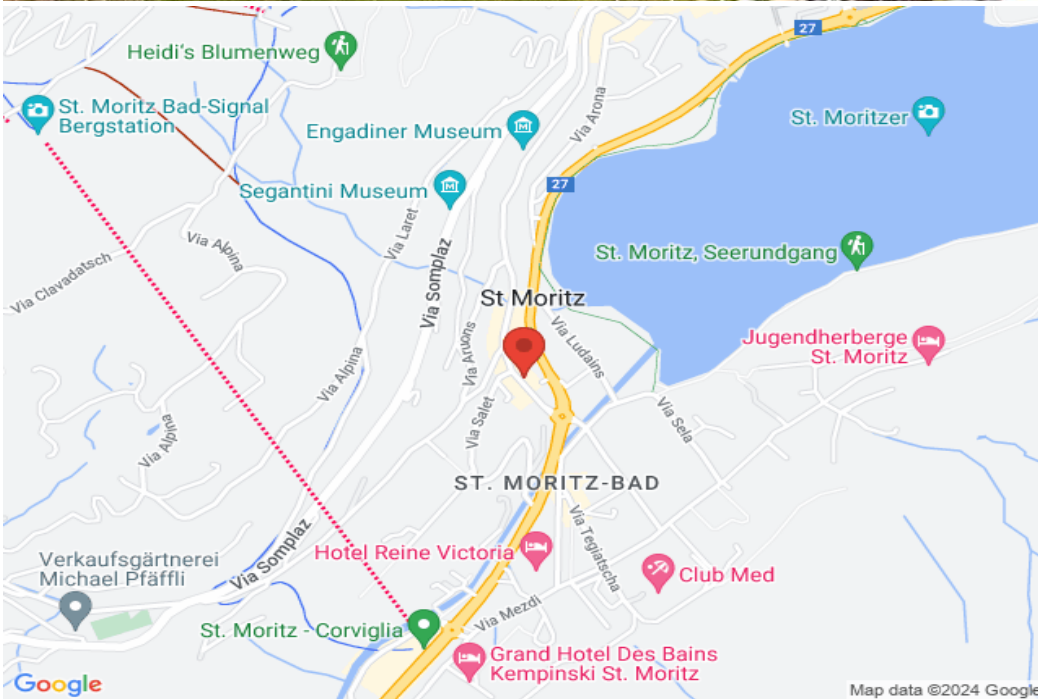 27
Heidi's Blumenweg
St. Moritz Bad-Signal
Bergstation
Engadiner Museum
Via Arona
St. Moritzer
27
Segantini Museum
Via Laret
Via Alpina
Via Somplaz
St. Moritz, Seerundgang
Via Clavadatsch
St Moritz
Via Aruons
Via Ludains
Jugendherberge
St. Moritz
Via Alpina
Via Salet
Via Sela
Via Alpina
ST. MORITZ-BAD
Via Tegiatscha
Hotel Reine Victoria
Verkaufsgärtnerei
Michael Pfäffli
Via Somplaz
Club Med
Via Mezdi
St. Moritz - Corviglia
Grand Hotel Des Bains
Kempinski St. Moritz
Google
Map data ©2024 Google